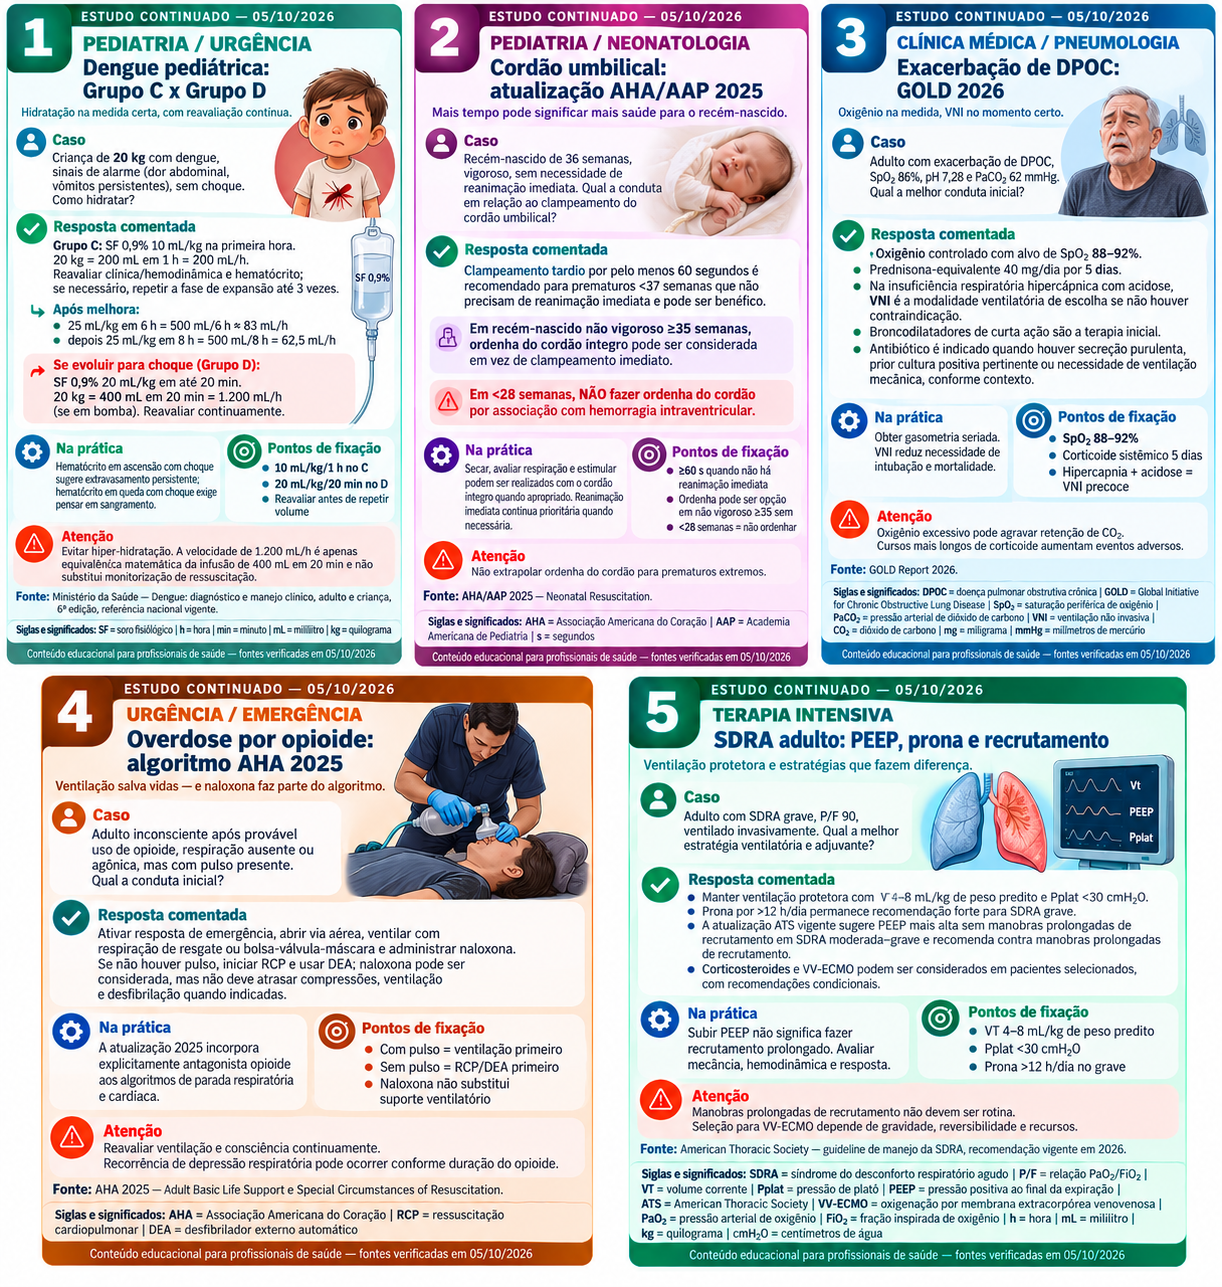 ESTUDO CONTINUADO — 05/10/2026
1
PEDIATRIA / URGÊNCIA
Dengue pediátrica:
Grupo C x Grupo D
Hidratação na medida certa, com reavaliação contínua.
Caso
Criança de 20 kg com dengue,
sinais de alarme (dor abdominal,
vômitos persistentes), sem choque.
Como hidratar?
Resposta comentada
Grupo C: SF 0,9% 10 mL/kg na primeira hora.
20 kg = 200 mL em 1 h = 200 mL/h.
Reavaliar clínica/hemodinâmica e hematócrito;
se necessário, repetir a fase de expansão até 3 vezes.
SF 0,9%
Após melhora:
25 mL/kg em 6 h = 500 mL/6 h ≈ 83 mL/h
depois 25 mL/kg em 8 h = 500 mL/8 h = 62,5 mL/h
Se evoluir para choque (Grupo D):
SF 0,9% 20 mL/kg em até 20 min.
20 kg = 400 mL em 20 min = 1.200 mL/h
(se em bomba). Reavaliar continuamente.
Na prática
Hematócrito em ascensão com choque
sugere extravasamento persistente;
hematócrito em queda com choque exige
pensar em sangramento.
Pontos de fixação
10 mL/kg/1 h no C
20 mL/kg/20 min no D
Reavaliar antes de repetir
volume
Atenção
Evitar hiper-hidratação. A velocidade de 1.200 mL/h é apenas
equivalência matemática da infusão de 400 mL em 20 min e não
substitui monitorização de ressuscitação.
Fonte: Ministério da Saúde — Dengue: diagnóstico e manejo clínico, adulto e criança,
6ª edição, referência nacional vigente.
Siglas e significados: SF = soro fisiológico | h = hora | min = minuto | mL = mililitro | kg = quilograma
Conteúdo educacional para profissionais de saúde — fontes verificadas em 05/10/2026
ESTUDO CONTINUADO — 05/10/2026
2
PEDIATRIA / NEONATOLOGIA
Cordão umbilical:
atualização AHA/AAP 2025
Mais tempo pode significar mais saúde para o recém-nascido.
Caso
Recém-nascido de 36 semanas,
vigoroso, sem necessidade de
reanimação imediata. Qual a conduta
em relação ao clampeamento do
cordão umbilical?
Resposta comentada
Clampeamento tardio por pelo menos 60 segundos é
recomendado para prematuros <37 semanas que não
precisam de reanimação imediata e pode ser benéfico.
Em recém-nascido não vigoroso ≥35 semanas,
ordenha do cordão íntegro pode ser considerada
em vez de clampeamento imediato.
Em <28 semanas, NÃO fazer ordenha do cordão
por associação com hemorragia intraventricular.
Na prática
Secar, avaliar respiração e estimular
podem ser realizados com o cordão
íntegro quando apropriado. Reanimação
imediata continua prioritária quando
necessária.
Pontos de fixação
≥60 s quando não há
reanimação imediata
Ordenha pode ser opção
em não vigoroso ≥35 sem
<28 semanas = não ordenhar
Atenção
Não extrapolar ordenha do cordão para prematuros extremos.
Fonte: AHA/AAP 2025 — Neonatal Resuscitation.
Siglas e significados: AHA = Associação Americana do Coração | AAP = Academia
Americana de Pediatria | s = segundos
Conteúdo educacional para profissionais de saúde — fontes verificadas em 05/10/2026
ESTUDO CONTINUADO — 05/10/2026
3
CLÍNICA MÉDICA / PNEUMOLOGIA
Exacerbação de DPOC:
GOLD 2026
Oxigênio na medida, VNI no momento certo.
Caso
Adulto com exacerbação de DPOC,
SpO₂ 86%, pH 7,28 e PaCO₂ 62 mmHg.
Qual a melhor conduta inicial?
Resposta comentada
Oxigênio controlado com alvo de SpO₂ 88–92%.
Prednisona-equivalente 40 mg/dia por 5 dias.
Na insuficiência respiratória hipercápnica com acidose,
VNI é a modalidade ventilatória de escolha se não houver
contraindicação.
Broncodilatadores de curta ação são a terapia inicial.
Antibiótico é indicado quando houver secreção purulenta,
prior cultura positiva pertinente ou necessidade de ventilação
mecânica, conforme contexto.
Na prática
Obter gasometria seriada.
VNI reduz necessidade de
intubação e mortalidade.
Pontos de fixação
SpO₂ 88–92%
Corticoide sistêmico 5 dias
Hipercapnia + acidose =
VNI precoce
Atenção
Oxigênio excessivo pode agravar retenção de CO₂.
Cursos mais longos de corticoide aumentam eventos adversos.
Fonte: GOLD Report 2026.
Siglas e significados: DPOC = doença pulmonar obstrutiva crônica | GOLD = Global Initiative
for Chronic Obstructive Lung Disease | SpO₂ = saturação periférica de oxigênio |
PaCO₂ = pressão arterial de dióxido de carbono | VNI = ventilação não invasiva |
CO₂ = dióxido de carbono | mg = miligrama | mmHg = milímetros de mercúrio
Conteúdo educacional para profissionais de saúde — fontes verificadas em 05/10/2026
ESTUDO CONTINUADO — 05/10/2026
4
URGÊNCIA / EMERGÊNCIA
Overdose por opioide:
algoritmo AHA 2025
Ventilação salva vidas — e naloxona faz parte do algoritmo.
Caso
Adulto inconsciente após provável
uso de opioide, respiração ausente ou
agônica, mas com pulso presente.
Qual a conduta inicial?
Resposta comentada
Ativar resposta de emergência, abrir via aérea, ventilar com
respiração de resgate ou bolsa-válvula-máscara e administrar naloxona.
Se não houver pulso, iniciar RCP e usar DEA; naloxona pode ser
considerada, mas não deve atrasar compressões, ventilação
e desfibrilação quando indicadas.
Na prática
A atualização 2025 incorpora
explicitamente antagonista opioide
aos algoritmos de parada respiratória
e cardiaca.
Pontos de fixação
Com pulso = ventilação primeiro
Sem pulso = RCP/DEA primeiro
Naloxona não substitui
suporte ventilatório
Atenção
Reavaliar ventilação e consciência continuamente.
Recorrência de depressão respiratória pode ocorrer conforme duração do opioide.
Fonte: AHA 2025 — Adult Basic Life Support e Special Circumstances of Resuscitation.
Siglas e significados: AHA = Associação Americana do Coração | RCP = ressuscitação
cardiopulmonar | DEA = desfibrilador externo automático
Conteúdo educacional para profissionais de saúde — fontes verificadas em 05/10/2026
ESTUDO CONTINUADO — 05/10/2026
5
TERAPIA INTENSIVA
SDRA adulto: PEEP, prona e recrutamento
Ventilação protetora e estratégias que fazem diferença.
Vt
PEEP
Pplat
Caso
Adulto com SDRA grave, P/F 90,
ventilado invasivamente. Qual a melhor
estratégia ventilatória e adjuvante?
Resposta comentada
Manter ventilação protetora com 4–8 mL/kg de peso predito e Pplat <30 cmH₂O.
Prona por >12 h/dia permanece recomendação forte para SDRA grave.
A atualização ATS vigente sugere PEEP mais alta sem manobras prolongadas de
recrutamento em SDRA moderada–grave e recomenda contra manobras prolongadas
de recrutamento.
Corticosteroides e VV-ECMO podem ser considerados em pacientes selecionados,
com recomendações condicionais.
Na prática
Subir PEEP não significa fazer
recrutamento prolongado. Avaliar
mecância, hemodinâmica e resposta.
Pontos de fixação
VT 4–8 mL/kg de peso predito
Pplat <30 cmH₂O
Prona >12 h/dia no grave
Atenção
Manobras prolongadas de recrutamento não devem ser rotina.
Seleção para VV-ECMO depende de gravidade, reversibilidade e recursos.
Fonte: American Thoracic Society — guideline de manejo da SDRA, recomendação vigente em 2026.
Siglas e significados: SDRA = síndrome do desconforto respiratório agudo | P/F = relação PaO₂/FiO₂ |
VT = volume corrente | Pplat = pressão de platô | PEEP = pressão positiva ao final da expiração |
ATS = American Thoracic Society | VV-ECMO = oxigenação por membrana extracorpórea venovenosa |
PaO₂ = pressão arterial de oxigênio | FiO₂ = fração inspirada de oxigênio | h = hora | mL = mililitro |
kg = quilograma | cmH₂O = centímetros de água
Conteúdo educacional para profissionais de saúde — fontes verificadas em 05/10/2026